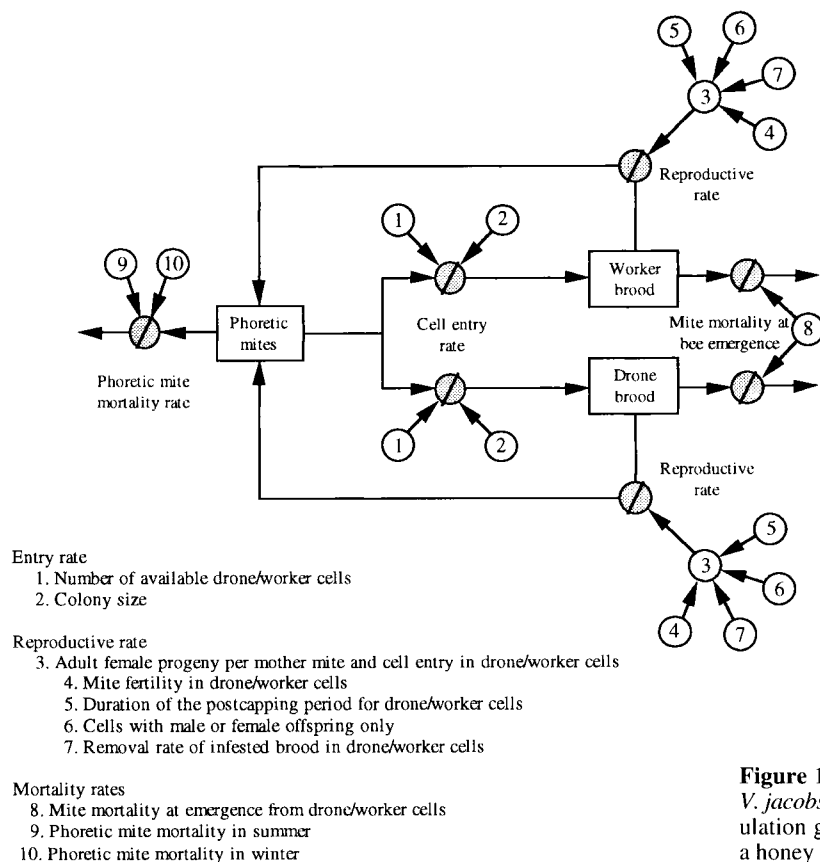 5
6
7
3
4
Reproductive
rate
1
2
9
10
Worker
brood
Phoretic
mites
Cell entry
rate
Mite mortality at
bee emergence
8
Phoretic mite
mortality rate
Drone
brood
1
2
Reproductive
rate
5
3
6
4
7
Entry rate
1. Number of available drone/worker cells
2. Colony size
Reproductive rate
3. Adult female progeny per mother mite and cell entry in drone/worker cells
4. Mite fertility in drone/worker cells
5. Duration of the postcapping period for drone/worker cells
6. Cells with male or female offspring only
7. Removal rate of infested brood in drone/worker cells
Mortality rates
8. Mite mortality at emergence from drone/worker cells
9. Phoretic mite mortality in summer
10. Phoretic mite mortality in winter
Figure 1
V. jacobs
ulation g
a honey